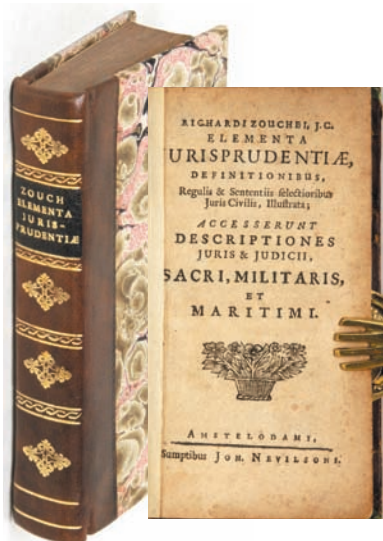 ZOUCH
ELEMENTA
JURIS-
PRUDENTIÆ
RICHARDI ZOUCHEI, J.C.
ELEMENTA
JURISPRUDENTIÆ,
DEFINITIONIBUS,
Regulis & Sententiis selectioribus
Juris Civilis, Illustrata;
ACCESSERUNT
DESCRIPTIONES
JURIS & JUDICII,
SACRI, MILITARIS,
ET
MARITIMI.
AMSTELODAMI,
Sumptibus JOH. NEVILSONI.